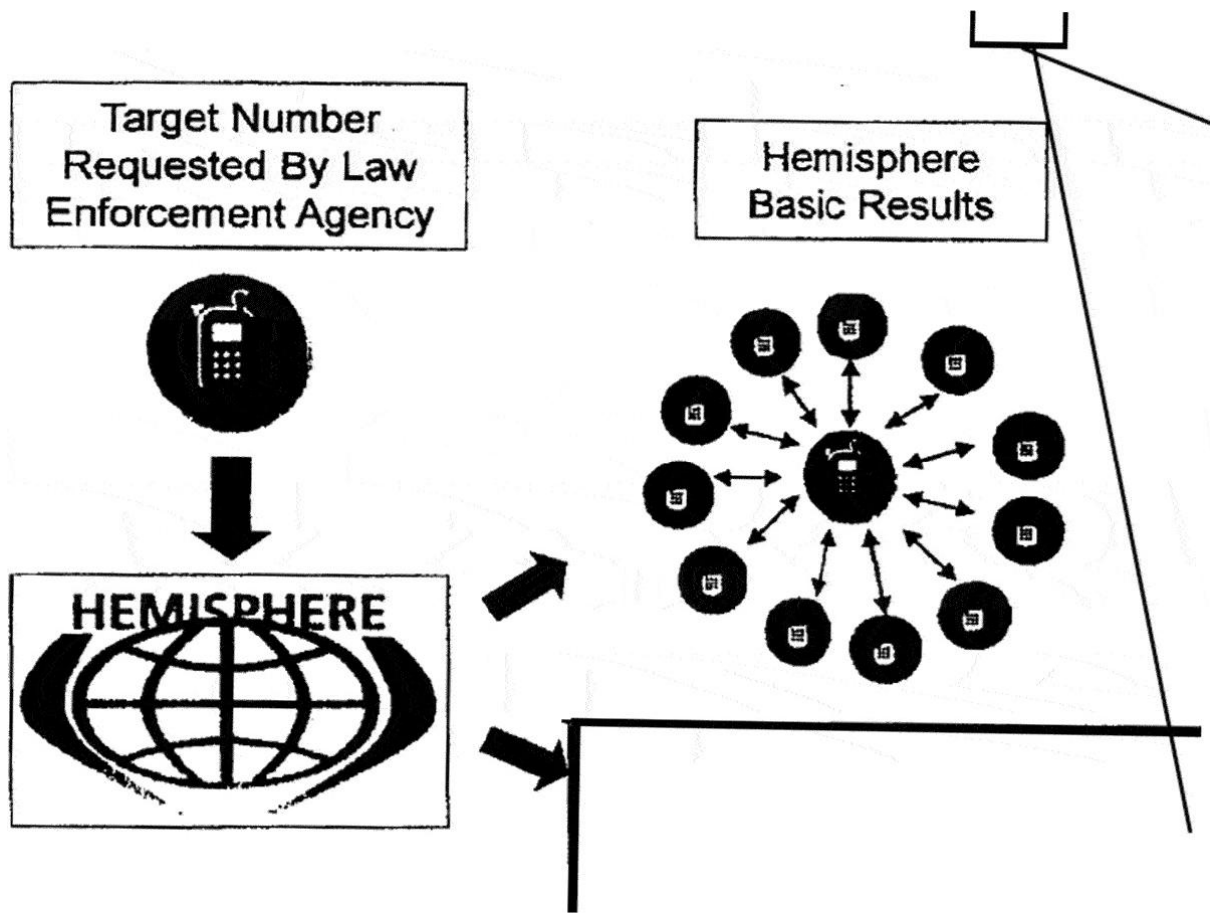 Target Number
Requested By Law
Enforcement Agency
Hemisphere
Basic Results
HEMISPHERE